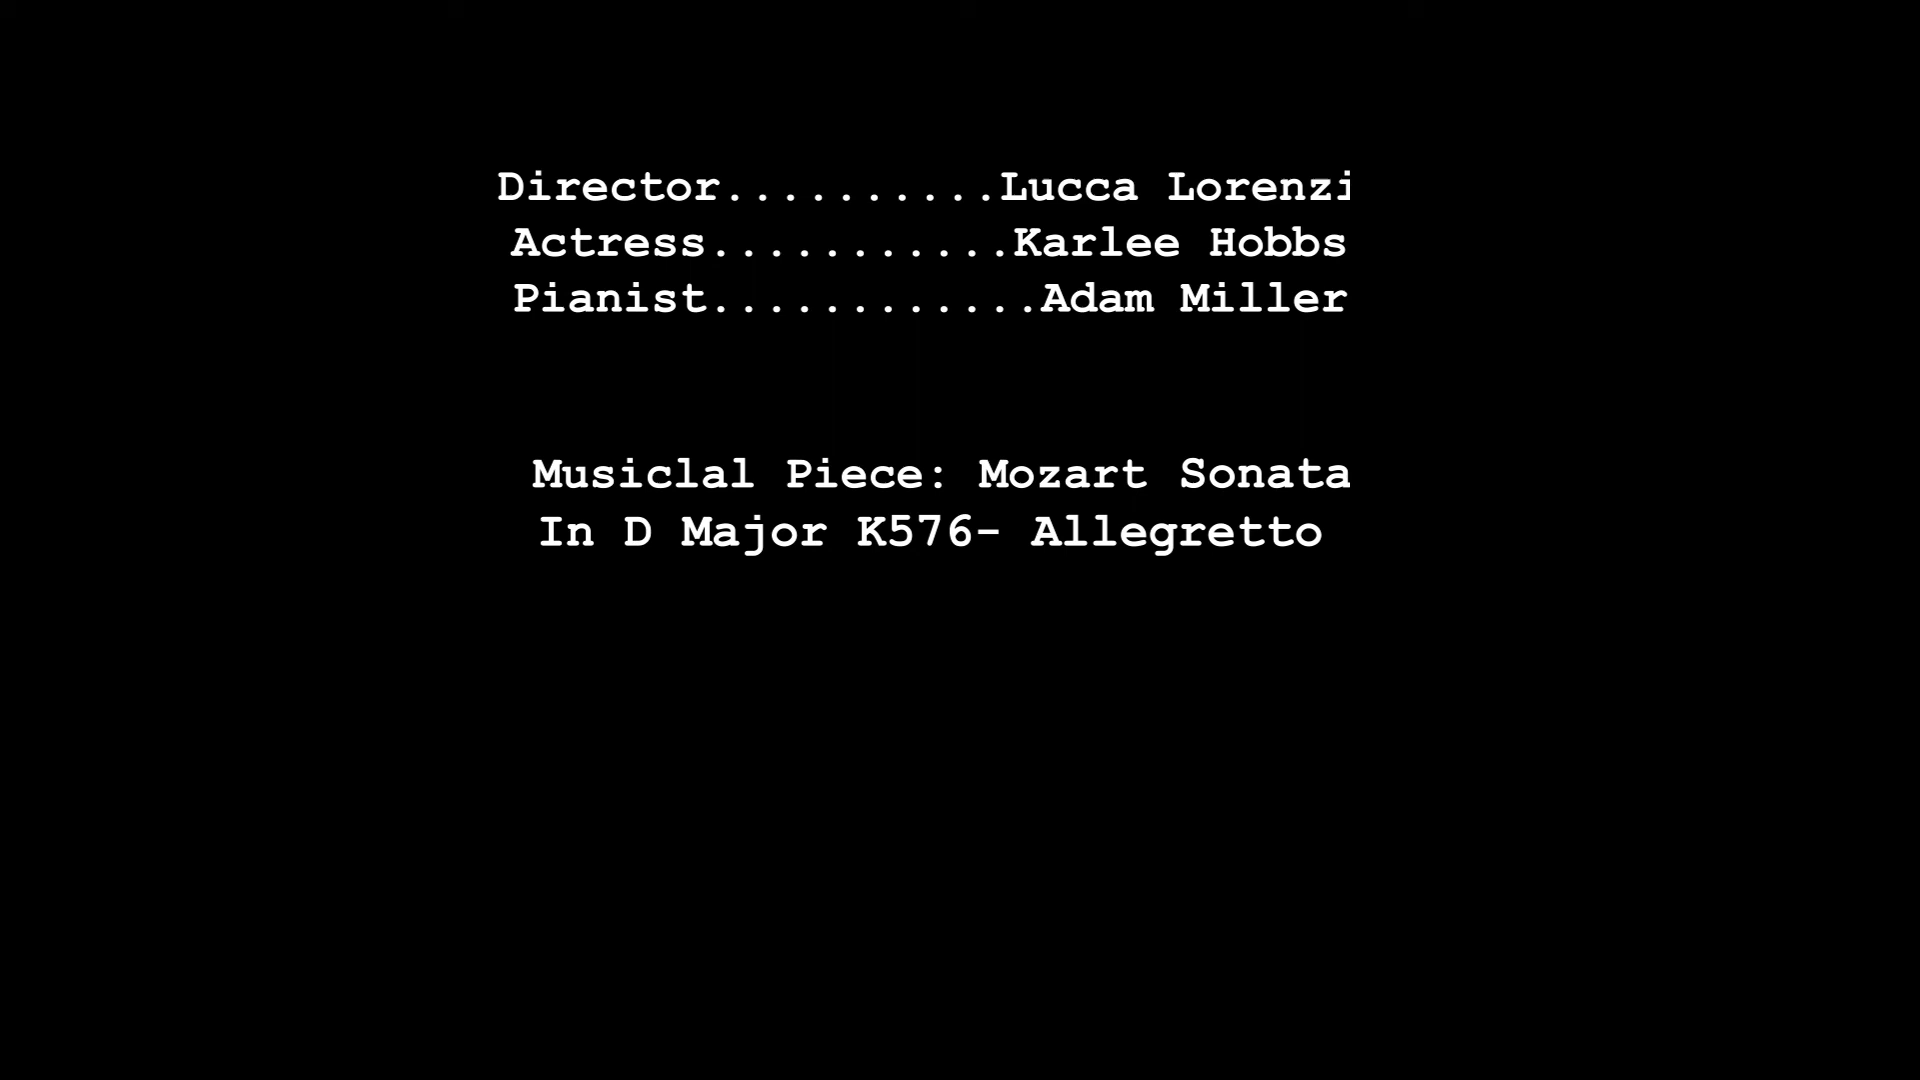 Director..........Lucca Lorenzi
Actress...........Karlee Hobbs
Pianist............Adam Miller
Musiclal Piece: Mozart Sonata
In D Major K576- Allegretto